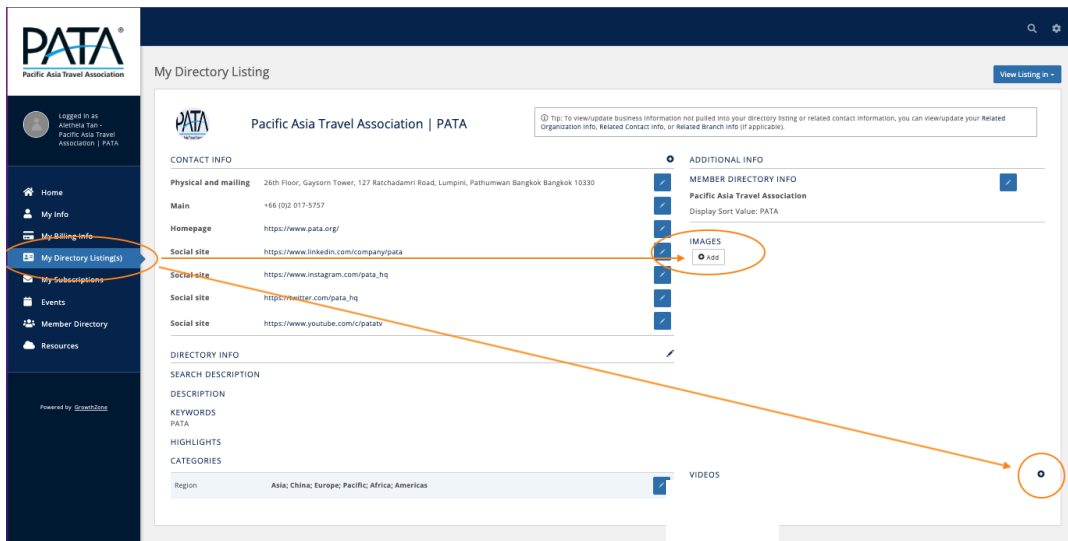 PATA®
Pacific Asia Travel Association
Logged in as
Aletheia Tan -
Pacific Asia Travel
Association | PATA
Home
My Info
My Billing Info
My Directory Listing(s)
My Subscriptions
Events
Member Directory
Resources
Powered by GrowthZone
My Directory Listing
View Listing in
PATA
Pacific Asia Travel Association | PATA
Tip: To view/update business information not pulled into your directory listing or related contact information, you can view/update your Related
Organization Info, Related Contact Info, or Related Branch Info (if applicable).
CONTACT INFO
Physical and mailing 26th Floor, Gaysorn Tower, 127 Ratchadamri Road, Lumpini, Pathumwan Bangkok Bangkok 10330
Main +66 (0)2 017-5757
Homepage https://www.pata.org/
Social site https://www.linkedin.com/company/pata
Social site https://www.instagram.com/pata_hq
Social site https://twitter.com/pata_hq
Social site https://www.youtube.com/c/patatv
DIRECTORY INFO
SEARCH DESCRIPTION
DESCRIPTION
KEYWORDS
PATA
HIGHLIGHTS
CATEGORIES
Region Asia; China; Europe; Pacific; Africa; Americas
ADDITIONAL INFO
MEMBER DIRECTORY INFO
Pacific Asia Travel Association
Display Sort Value: PATA
IMAGES
Add
VIDEOS